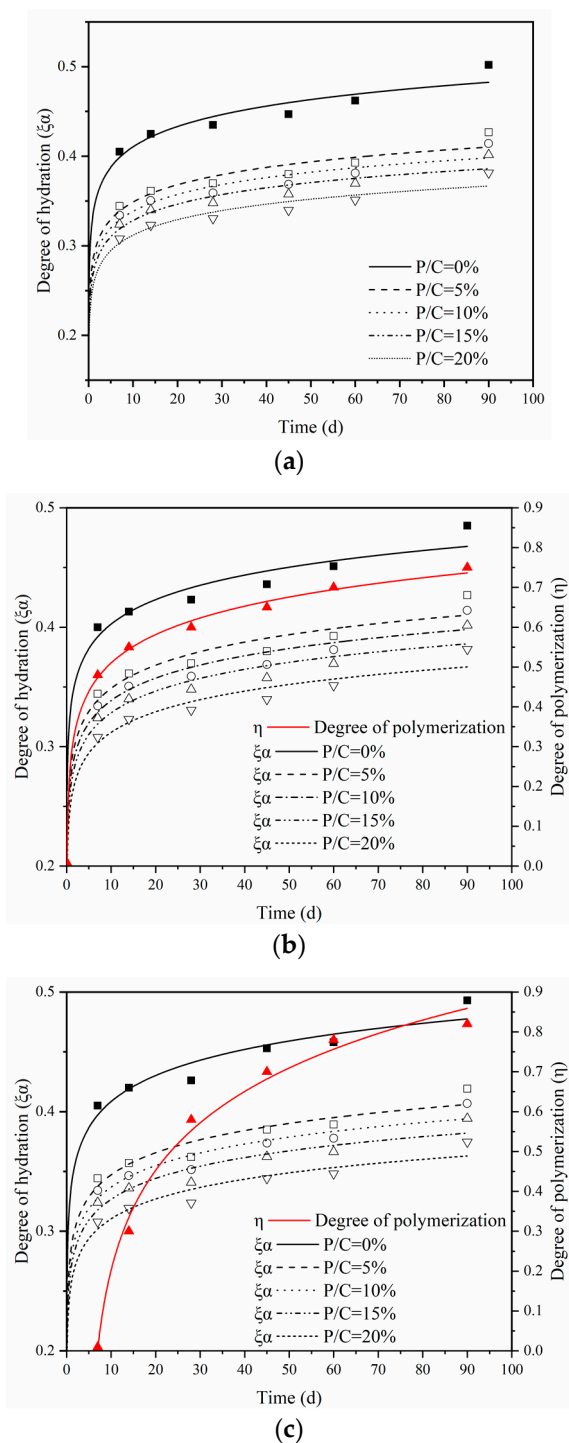 0.5
0.4
0.3
0.2
Degree of hydration (ξα)
P/C=0%
P/C=5%
P/C=10%
P/C=15%
P/C=20%
0 10 20 30 40 50 60 70 80 90 100
Time (d)
(a)
0.5
0.4
0.3
0.2
Degree of hydration (ξα)
0.9
0.8
0.7
0.6
0.5
0.4
0.3
0.2
0.1
0.0
Degree of polymerization (η)
η Degree of polymerization
ξα P/C=0%
ξα P/C=5%
ξα P/C=10%
ξα P/C=15%
ξα P/C=20%
0 10 20 30 40 50 60 70 80 90 100
Time (d)
(b)
0.5
0.4
0.3
0.2
Degree of hydration (ξα)
0.9
0.8
0.7
0.6
0.5
0.4
0.3
0.2
0.1
0.0
Degree of polymerization (η)
η Degree of polymerization
ξα P/C=0%
ξα P/C=5%
ξα P/C=10%
ξα P/C=15%
ξα P/C=20%
0 10 20 30 40 50 60 70 80 90 100
Time (d)
(c)